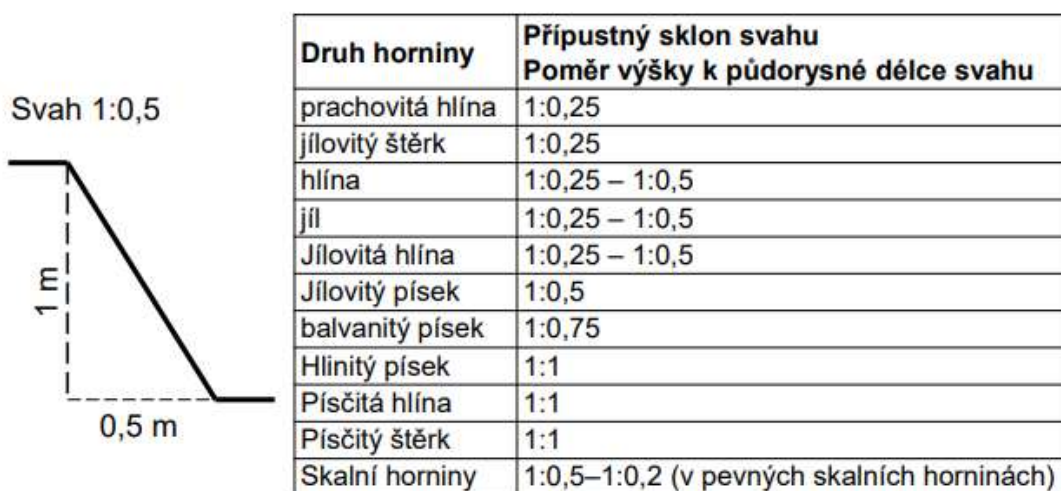 Svah 1:0,5
1 m
0,5 m
Druh horniny Přípustný sklon svahu
Poměr výšky k půdorysné délce svahu
prachovitá hlína 1:0,25
jílovitý štěrk 1:0,25
hlína 1:0,25 – 1:0,5
jíl 1:0,25 – 1:0,5
Jílovitá hlína 1:0,25 – 1:0,5
Jílovitý písek 1:0,5
balvanitý písek 1:0,75
Hlinitý písek 1:1
Písčitá hlína 1:1
Písčitý štěrk 1:1
Skalní horniny 1:0,5–1:0,2 (v pevných skalních horninách)